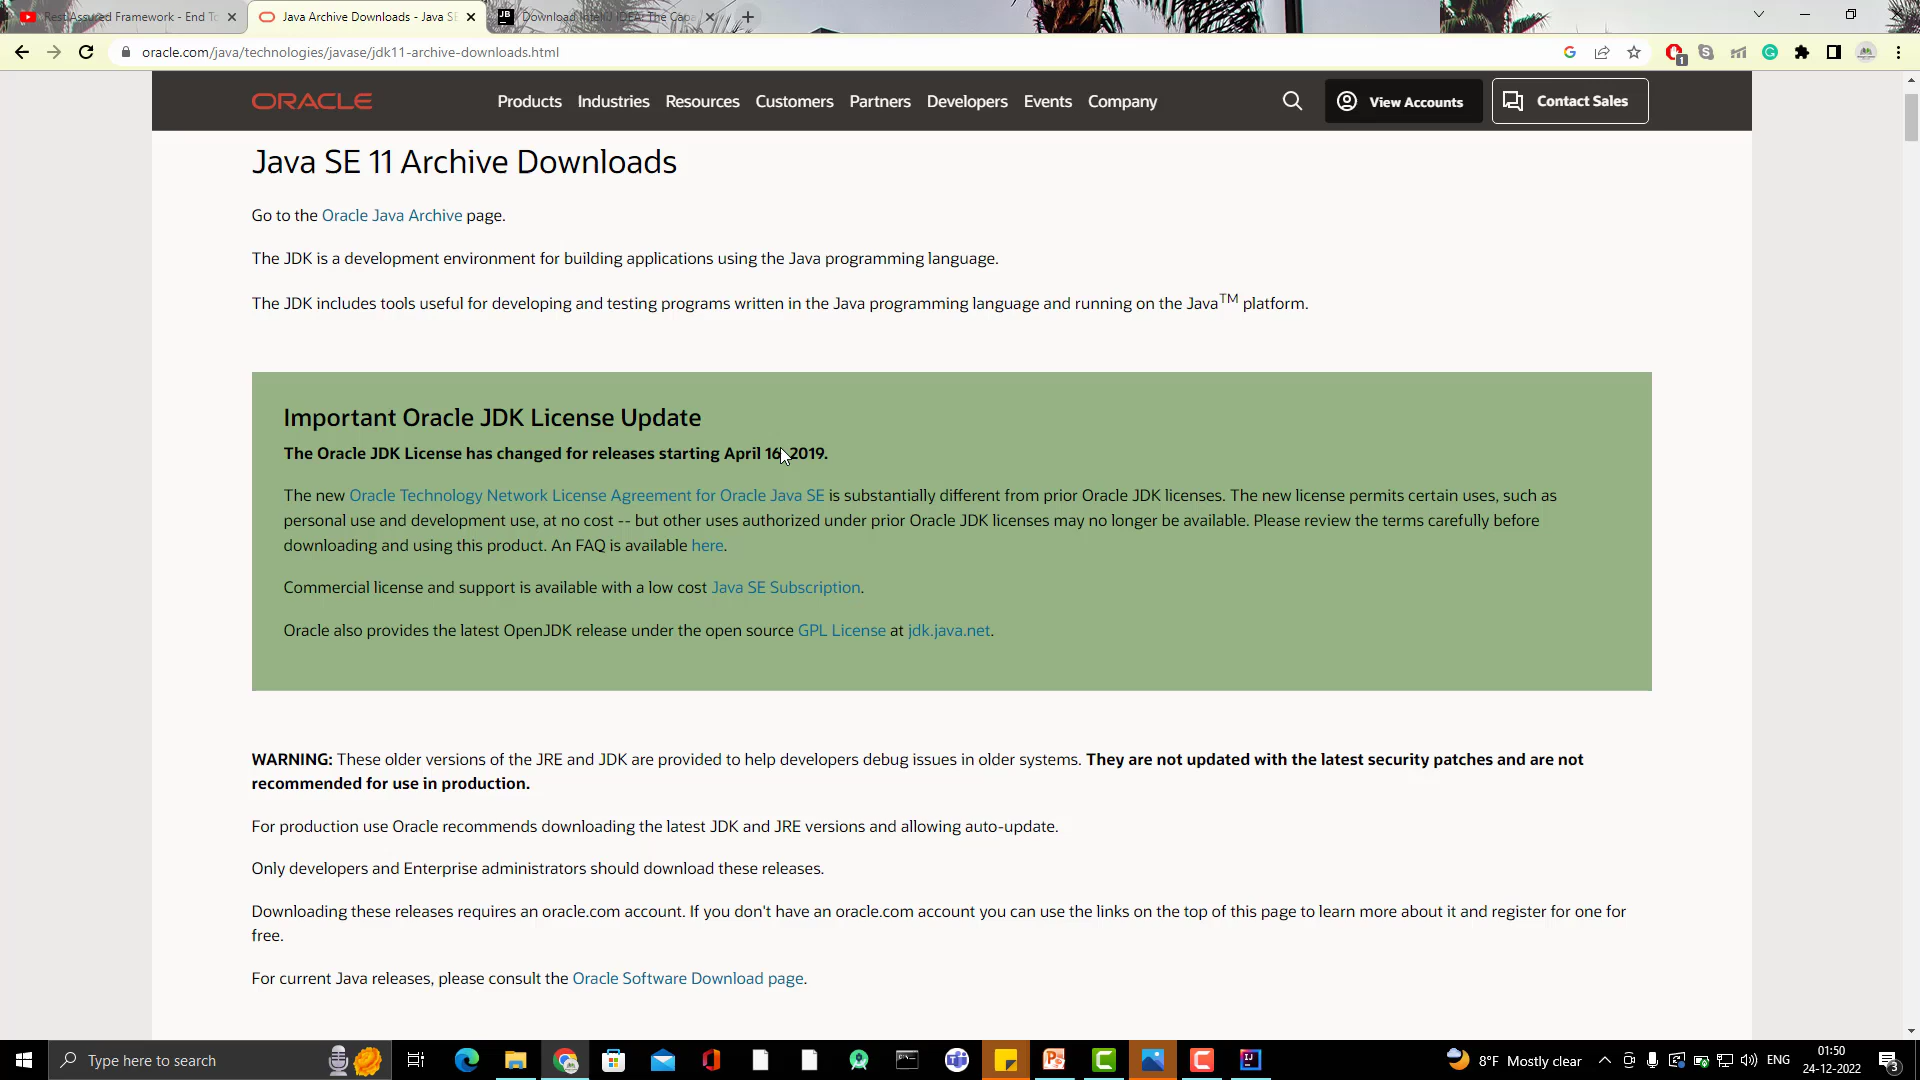 Rest Assured Framework - End To
Java Archive Downloads - Java SE
Download IntelliJ IDEA: The Capa
oracle.com/java/technologies/javase/jdk11-archive-downloads.html
1
ORACLE
Products
Industries
Resources
Customers
Partners
Developers
Events
Company
View Accounts
Contact Sales
Java SE 11 Archive Downloads
Go to the Oracle Java Archive page.
The JDK is a development environment for building applications using the Java programming language.
The JDK includes tools useful for developing and testing programs written in the Java programming language and running on the Java™ platform.
Important Oracle JDK License Update
The Oracle JDK License has changed for releases starting April 16, 2019.
The new Oracle Technology Network License Agreement for Oracle Java SE is substantially different from prior Oracle JDK licenses. The new license permits certain uses, such as
personal use and development use, at no cost -- but other uses authorized under prior Oracle JDK licenses may no longer be available. Please review the terms carefully before
downloading and using this product. An FAQ is available here.
Commercial license and support is available with a low cost Java SE Subscription.
Oracle also provides the latest OpenJDK release under the open source GPL License at jdk.java.net.
WARNING: These older versions of the JRE and JDK are provided to help developers debug issues in older systems. They are not updated with the latest security patches and are not
recommended for use in production.
For production use Oracle recommends downloading the latest JDK and JRE versions and allowing auto-update.
Only developers and Enterprise administrators should download these releases.
Downloading these releases requires an oracle.com account. If you don't have an oracle.com account you can use the links on the top of this page to learn more about it and register for one for
free.
For current Java releases, please consult the Oracle Software Download page.
Type here to search
8°F Mostly clear
ENG
01:50
24-12-2022
3